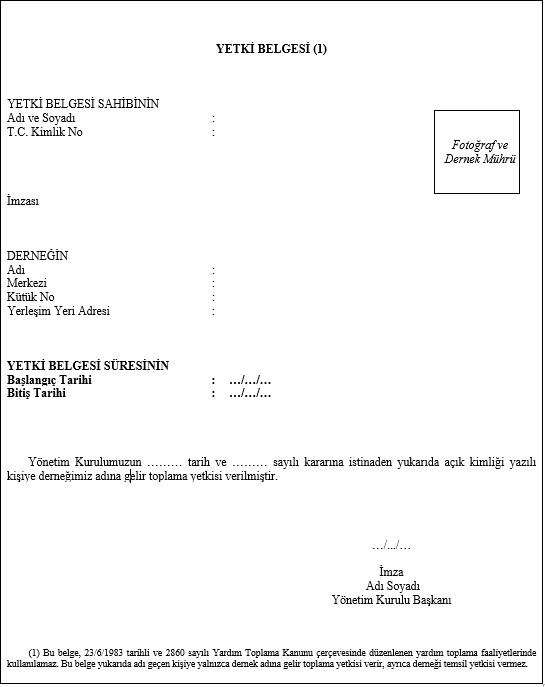 YETKİ BELGESİ (1)
YETKİ BELGESİ SAHİBİNİN
Adı ve Soyadı :
T.C. Kimlik No :
Fotoğraf ve
Dernek Mührü
İmzası
DERNEĞİN
Adı :
Merkezi :
Kütük No :
Yerleşim Yeri Adresi :
YETKİ BELGESİ SÜRESİNİN
Başlangıç Tarihi : …/…/…
Bitiş Tarihi : …/…/…
Yönetim Kurulumuzun ……… tarih ve ……… sayılı kararına istinaden yukarıda açık kimliği yazılı
kişiye derneğimiz adına gelir toplama yetkisi verilmiştir.
…/.../…
İmza
Adı Soyadı
Yönetim Kurulu Başkanı
(1) Bu belge, 23/6/1983 tarihli ve 2860 sayılı Yardım Toplama Kanunu çerçevesinde düzenlenen yardım toplama faaliyetlerinde
kullanılamaz. Bu belge yukarıda adı geçen kişiye yalnızca dernek adına gelir toplama yetkisi verir, ayrıca derneği temsil yetkisi vermez.